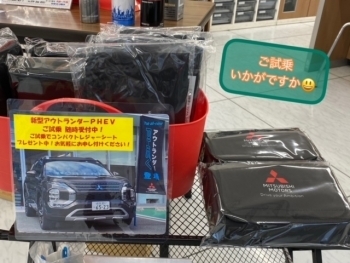 ご試乗
いかがですか😃
新型アウトランダーPHEV
ご試乗 随時受付中！
ご試乗でコンパクトレジャーシート
プレゼント中！お気軽にお申し付けください！
アウトランダー
MITSUBISHI
MOTORS
Drive your Ambition